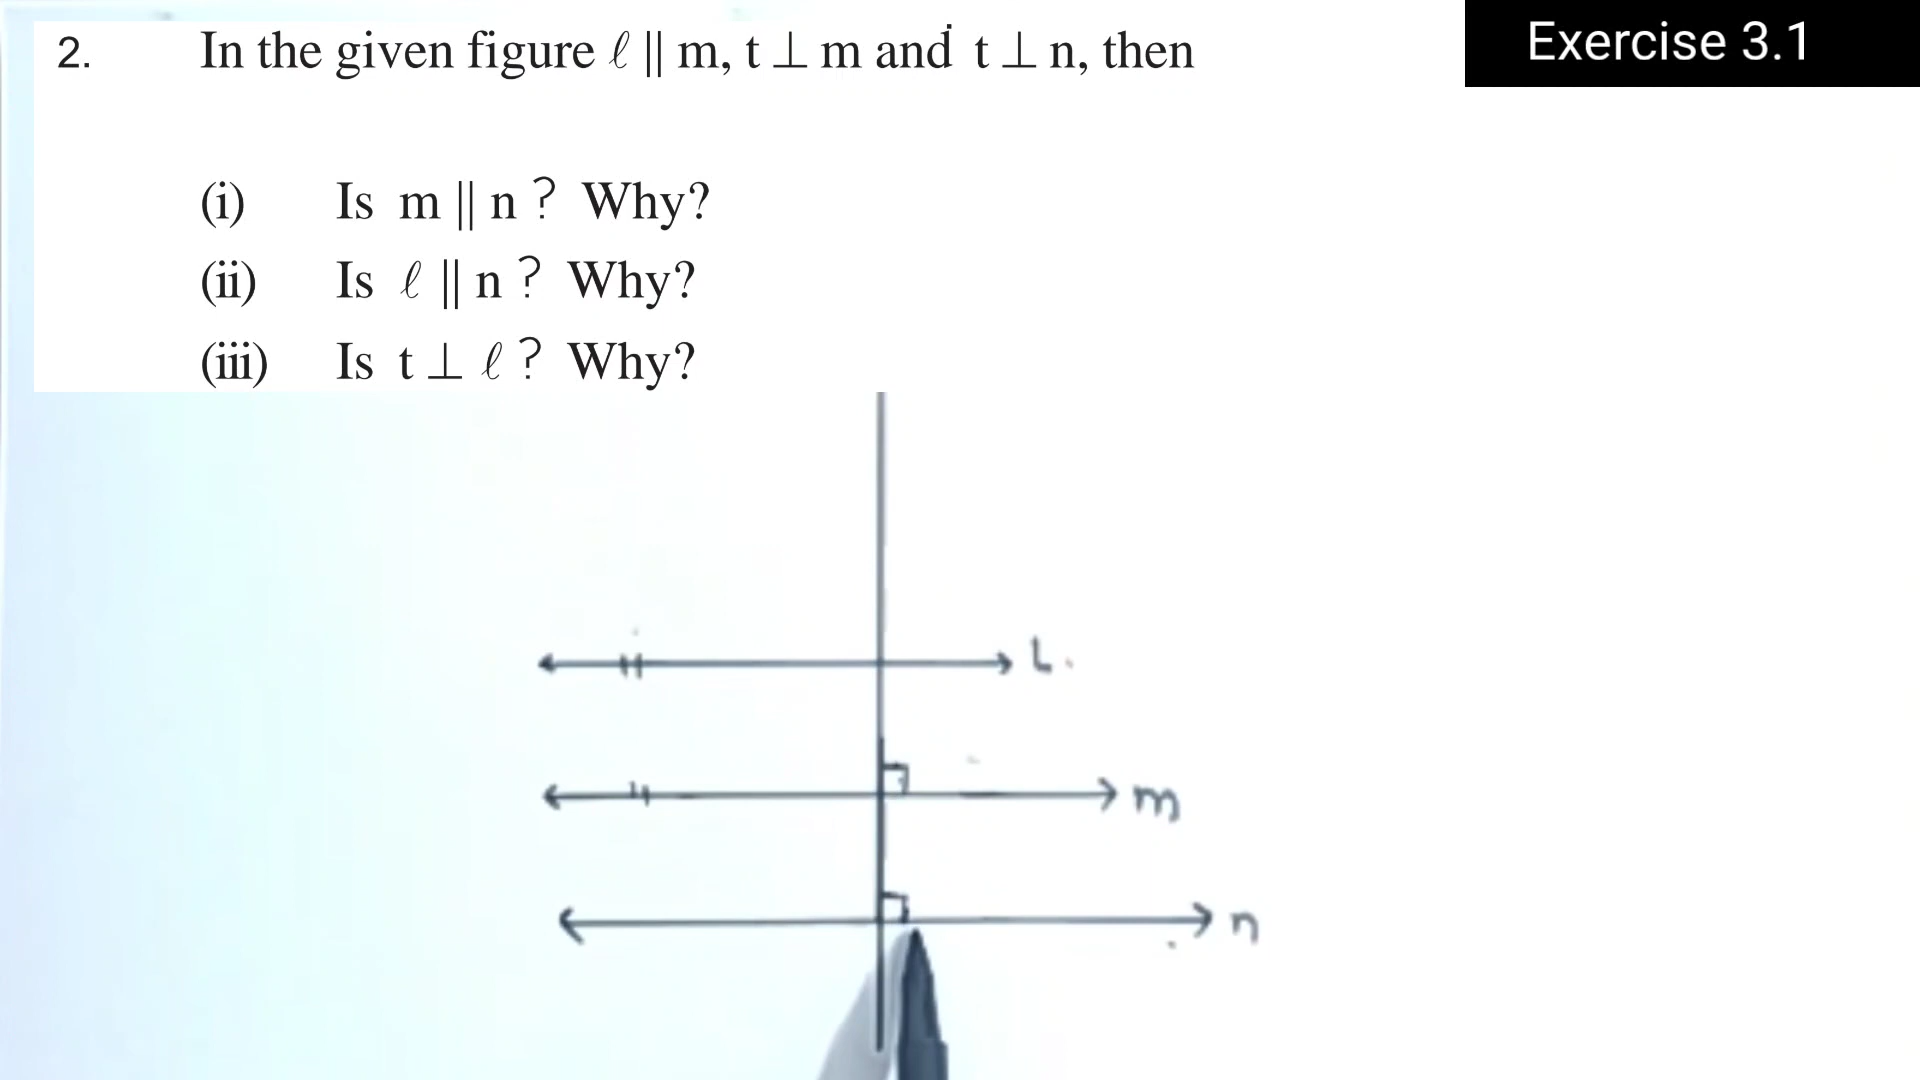 2. In the given figure ℓ || m, t ⊥ m and t ⊥ n, then
Exercise 3.1
(i) Is m || n ? Why?
(ii) Is ℓ || n ? Why?
(iii) Is t ⊥ ℓ ? Why?
L
m
n